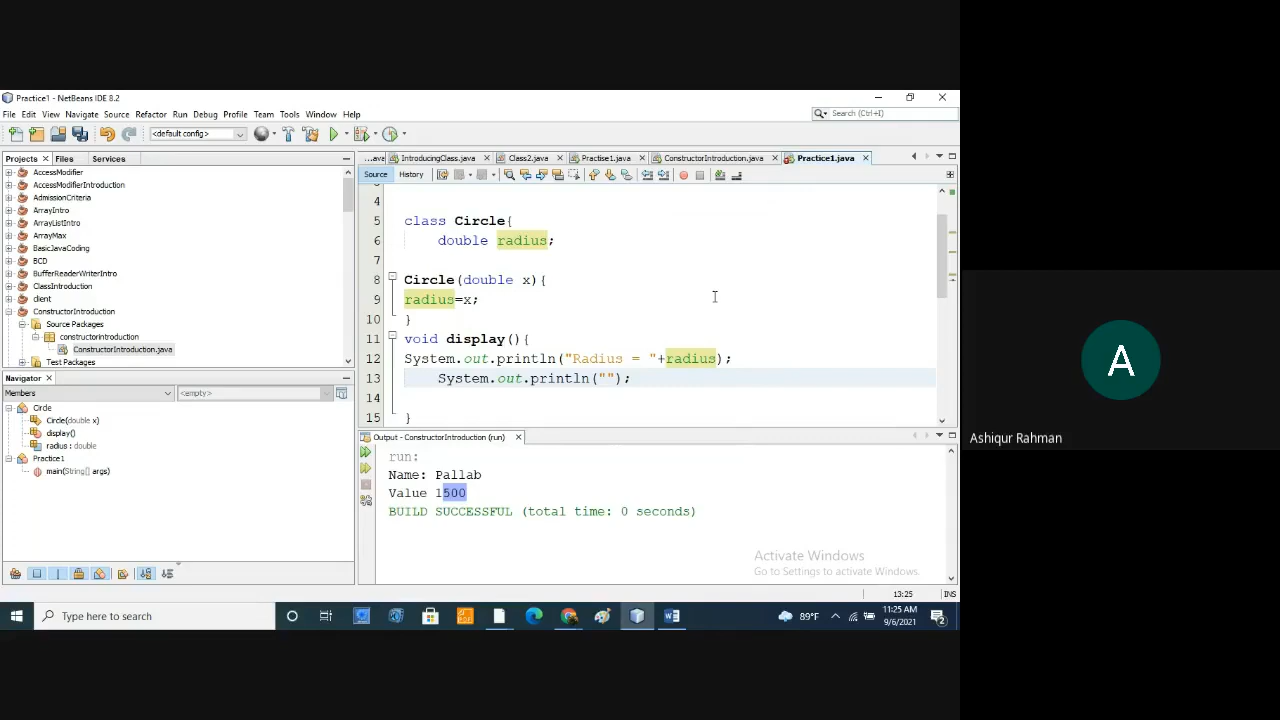 Practice1 - NetBeans IDE 8.2
File Edit View Navigate Source Refactor Run Debug Profile Team Tools Window Help
Search (Ctrl+I)
<default config>
Projects Files Services
...ava IntroducingClass.java Class2.java Practise1.java ConstructorIntroduction.java Practice1.java
Source History
AccessModifier
AccessModifierIntroduction
AdmissionCriteria
ArrayIntro
ArrayListIntro
ArrayMax
BasicJavaCoding
BCD
BufferReaderWriterIntro
ClassIntroduction
client
ConstructorIntroduction
Source Packages
constructorintroduction
ConstructorIntroduction.java
Test Packages
4
5 class Circle{
6 double radius;
7
8 Circle(double x){
9 radius=x;
10 }
11 void display(){
12 System.out.println("Radius = "+radius);
13 System.out.println("");
14
15 }
Navigator
Members <empty>
Circle
Circle(double x)
display()
radius : double
Practice1
main(String[] args)
Output - ConstructorIntroduction (run)
run:
Name: Pallab
Value 1500
BUILD SUCCESSFUL (total time: 0 seconds)
Activate Windows
Go to Settings to activate Windows.
13:25 INS
Type here to search
89°F
11:25 AM
9/6/2021
2
A
Ashiqur Rahman